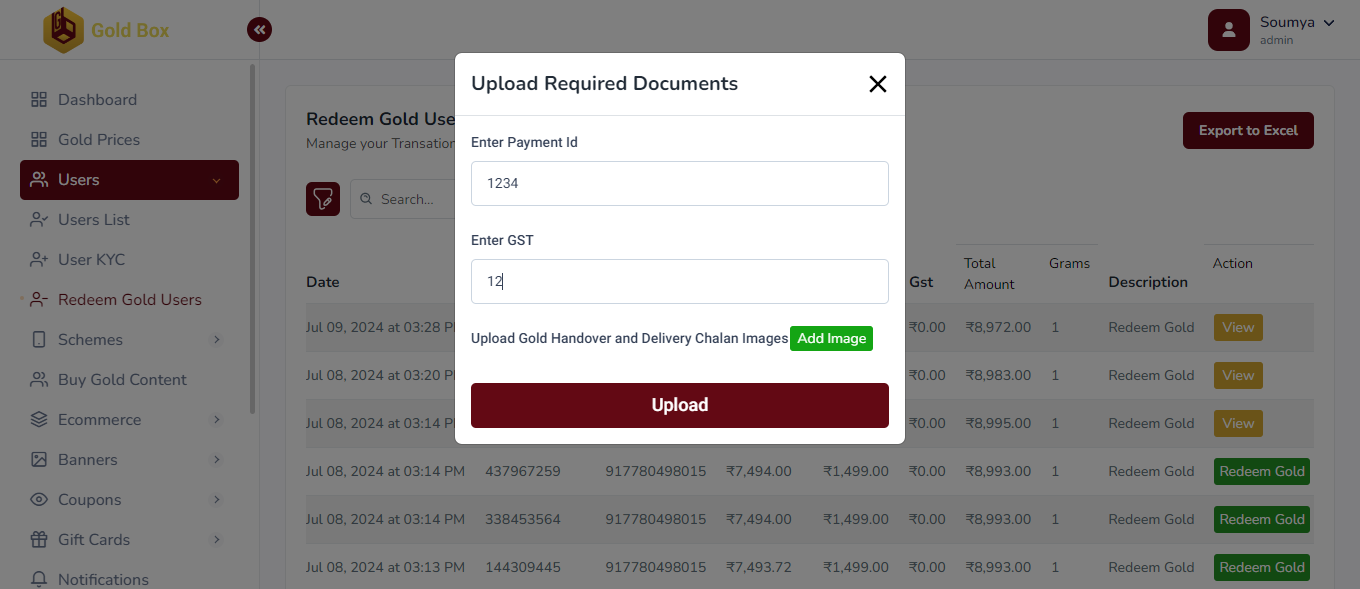 Gold Box
Soumya
admin
Dashboard
Gold Prices
Users
Users List
User KYC
Redeem Gold Users
Schemes
Buy Gold Content
Ecommerce
Banners
Coupons
Gift Cards
Notifications
Upload Required Documents
Enter Payment Id
1234
Enter GST
12
Upload Gold Handover and Delivery Chalan Images Add Image
Upload
Redeem Gold Use
Manage your Transation
Export to Excel
Search...
Date Gst Total Amount Grams Description Action
Jul 09, 2024 at 03:28 P ₹0.00 ₹8,972.00 1 Redeem Gold View
Jul 08, 2024 at 03:20 P ₹0.00 ₹8,983.00 1 Redeem Gold View
Jul 08, 2024 at 03:14 P ₹0.00 ₹8,995.00 1 Redeem Gold View
Jul 08, 2024 at 03:14 PM 437967259 917780498015 ₹7,494.00 ₹1,499.00 ₹0.00 ₹8,993.00 1 Redeem Gold Redeem Gold
Jul 08, 2024 at 03:14 PM 338453564 917780498015 ₹7,494.00 ₹1,499.00 ₹0.00 ₹8,993.00 1 Redeem Gold Redeem Gold
Jul 08, 2024 at 03:13 PM 144309445 917780498015 ₹7,493.72 ₹1,499.00 ₹0.00 ₹8,993.00 1 Redeem Gold Redeem Gold